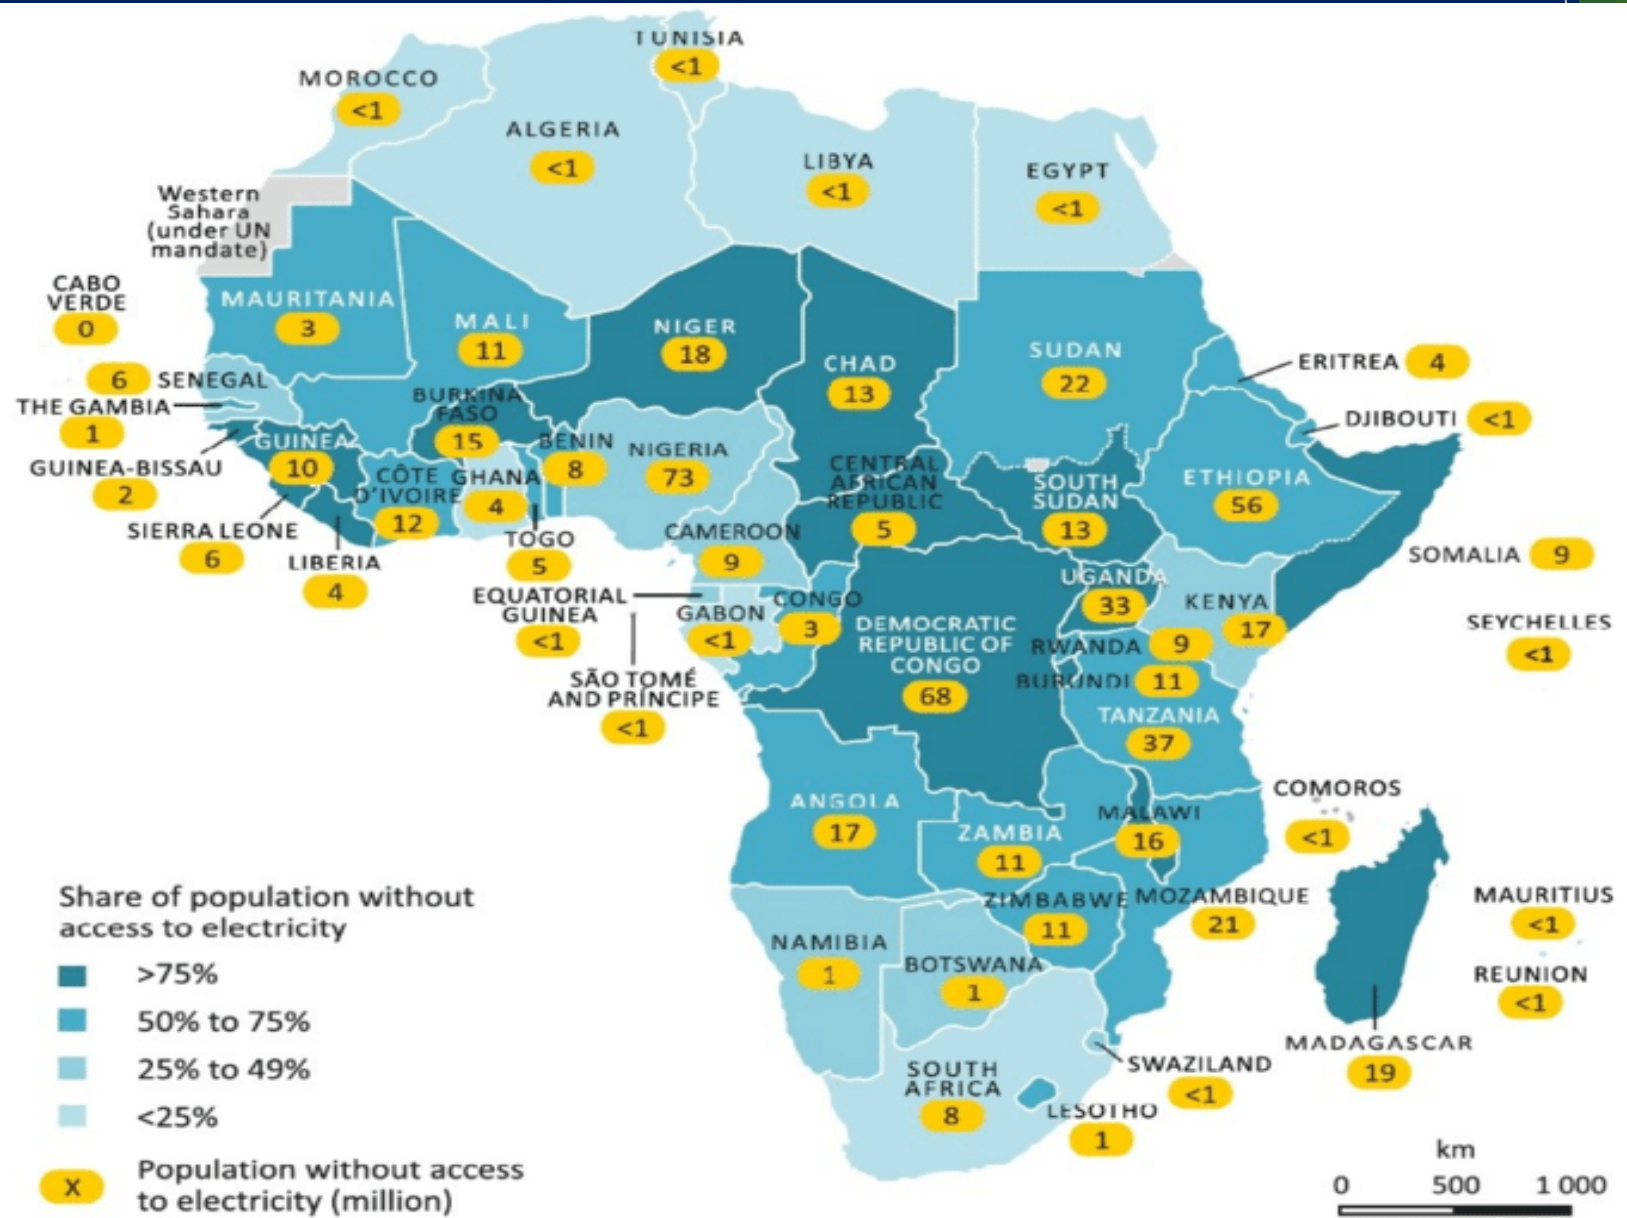 TUNISIA
<1
MOROCCO
<1
ALGERIA
<1
LIBYA
<1
EGYPT
<1
Western
Sahara
(under UN
mandate)
CABO
VERDE
0
MAURITANIA
3
MALI
11
NIGER
18
CHAD
13
SUDAN
22
ERITREA 4
6 SENEGAL
THE GAMBIA
1
BURKINA
FASO
15
DJIBOUTI <1
GUINEA-BISSAU
2
GUINEA
10
CÔTE
D'IVOIRE
12
GHANA
4
BENIN
8
NIGERIA
73
CENTRAL
AFRICAN
REPUBLIC
5
SOUTH
SUDAN
13
ETHIOPIA
56
SIERRA LEONE
6
LIBERIA
4
TOGO
5
CAMEROON
9
SOMALIA 9
EQUATORIAL
GUINEA
<1
GABON
<1
CONGO
3
DEMOCRATIC
REPUBLIC OF
CONGO
68
UGANDA
33
KENYA
17
SEYCHELLES
<1
RWANDA 9
BURUNDI 11
SÃO TOMÉ
AND PRÍNCIPE
<1
TANZANIA
37
ANGOLA
17
ZAMBIA
11
MALAWI
16
COMOROS
<1
ZIMBABWE
11
MOZAMBIQUE
21
MAURITIUS
<1
NAMIBIA
1
BOTSWANA
1
REUNION
<1
MADAGASCAR
19
SOUTH
AFRICA
8
SWAZILAND
<1
LESOTHO
1
Share of population without
access to electricity
>75%
50% to 75%
25% to 49%
<25%
X Population without access
to electricity (million)
km
0 500 1 000